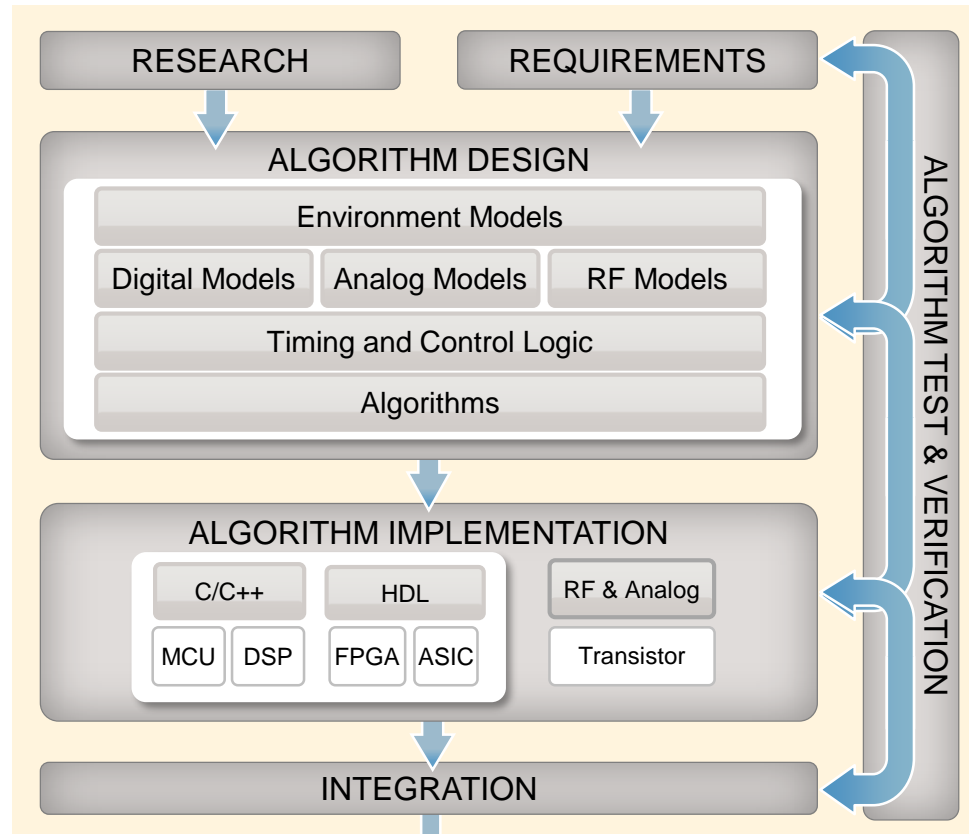 RESEARCH
REQUIREMENTS
ALGORITHM DESIGN
Environment Models
Digital Models
Analog Models
RF Models
Timing and Control Logic
Algorithms
ALGORITHM IMPLEMENTATION
C/C++
HDL
RF & Analog
MCU
DSP
FPGA
ASIC
Transistor
INTEGRATION
ALGORITHM TEST & VERIFICATION